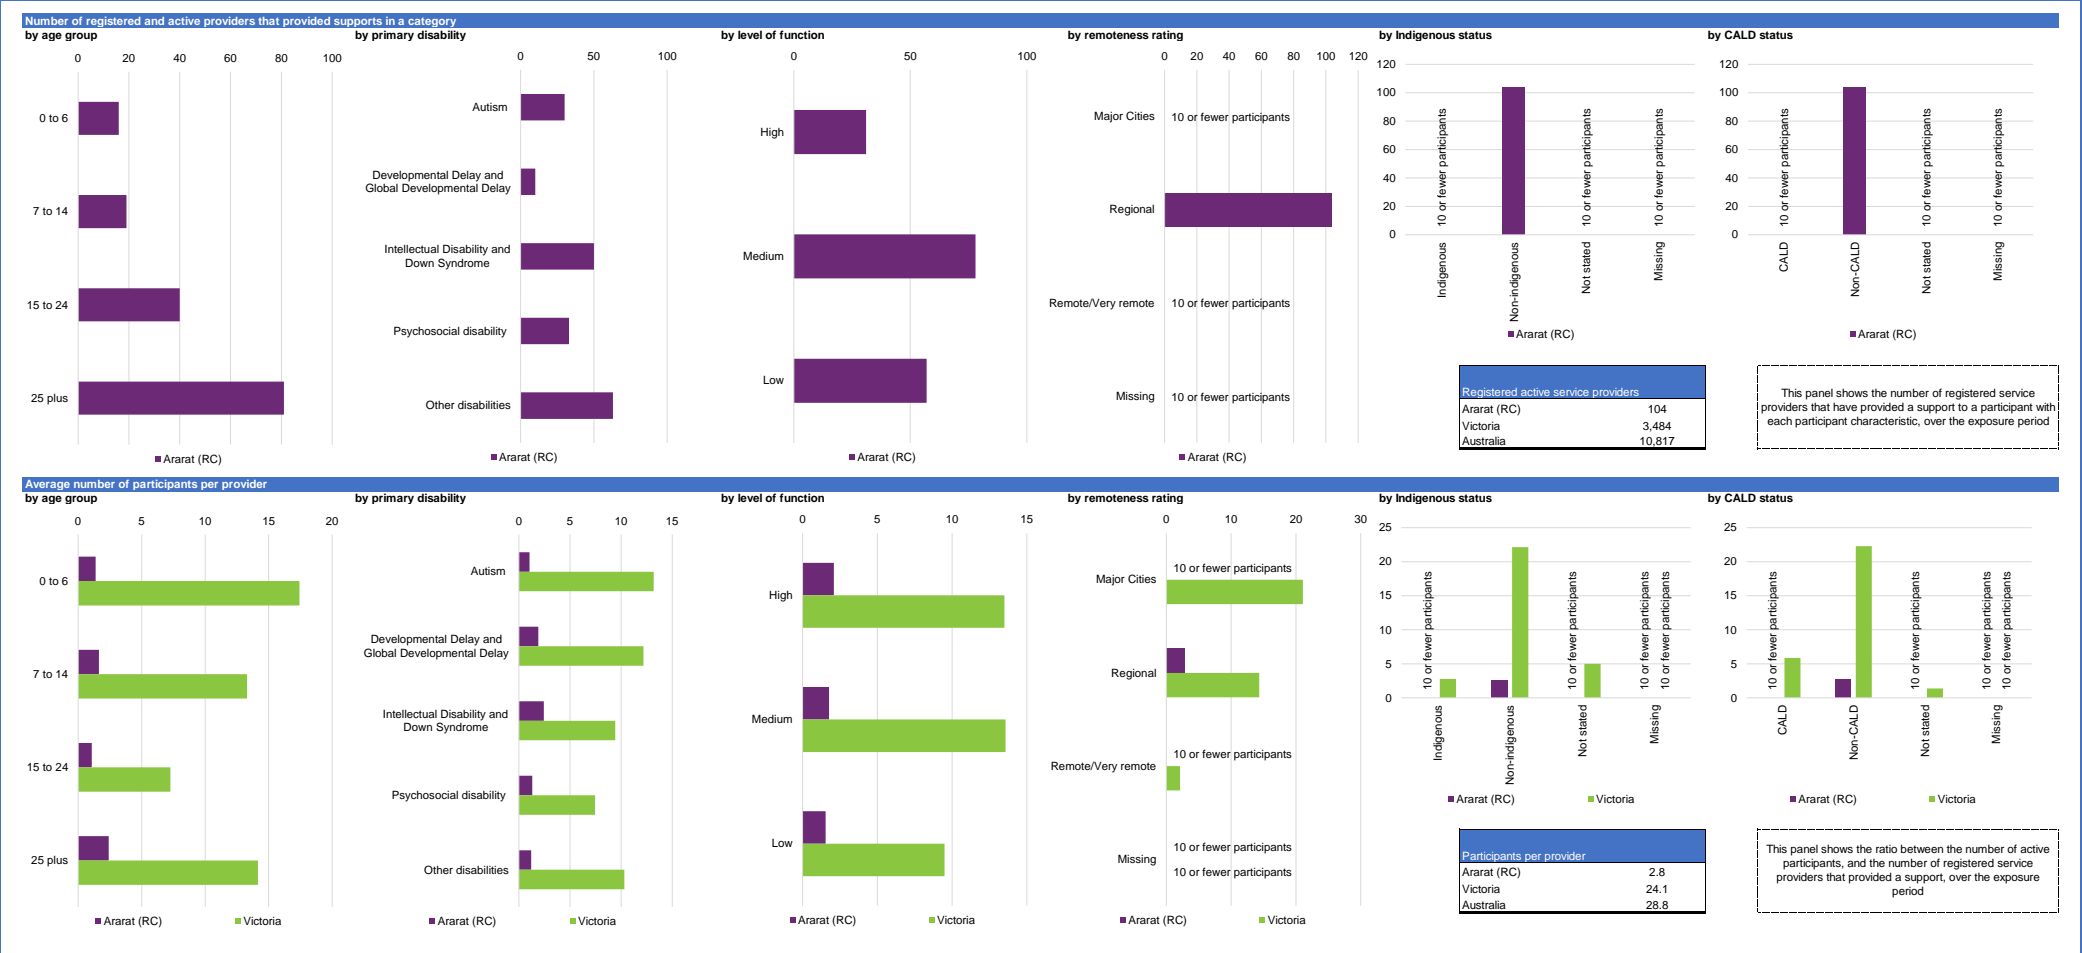 Number of registered and active providers that provided supports in a category
by age group
0 20 40 60 80 100
0 to 6
7 to 14
15 to 24
25 plus
Ararat (RC)
by primary disability
0 50 100
Autism
Developmental Delay and
Global Developmental Delay
Intellectual Disability and
Down Syndrome
Psychosocial disability
Other disabilities
Ararat (RC)
by level of function
0 50 100
High
Medium
Low
Ararat (RC)
by remoteness rating
0 20 40 60 80 100 120
Major Cities 10 or fewer participants
Regional
Remote/Very remote 10 or fewer participants
Missing 10 or fewer participants
Ararat (RC)
by Indigenous status
120
100
80
60
40
20
0
10 or fewer participants
10 or fewer participants
10 or fewer participants
Indigenous
Non-indigenous
Not stated
Missing
Ararat (RC)
by CALD status
120
100
80
60
40
20
0
10 or fewer participants
10 or fewer participants
10 or fewer participants
CALD
Non-CALD
Not stated
Missing
Ararat (RC)
Registered active service providers
Ararat (RC) 104
Victoria 3,484
Australia 10,817
This panel shows the number of registered service
providers that have provided a support to a participant with
each participant characteristic, over the exposure period
Average number of participants per provider
by age group
0 5 10 15 20
0 to 6
7 to 14
15 to 24
25 plus
Ararat (RC) Victoria
by primary disability
0 5 10 15
Autism
Developmental Delay and
Global Developmental Delay
Intellectual Disability and
Down Syndrome
Psychosocial disability
Other disabilities
Ararat (RC) Victoria
by level of function
0 5 10 15
High
Medium
Low
Ararat (RC) Victoria
by remoteness rating
0 10 20 30
10 or fewer participants
Major Cities
Regional
10 or fewer participants
Remote/Very remote
10 or fewer participants
Missing
10 or fewer participants
Ararat (RC) Victoria
by Indigenous status
25
20
15
10
5
0
10 or fewer participants
10 or fewer participants
10 or fewer participants
10 or fewer participants
Indigenous
Non-indigenous
Not stated
Missing
Ararat (RC) Victoria
by CALD status
25
20
15
10
5
0
10 or fewer participants
10 or fewer participants
10 or fewer participants
10 or fewer participants
CALD
Non-CALD
Not stated
Missing
Ararat (RC) Victoria
Participants per provider
Ararat (RC) 2.8
Victoria 24.1
Australia 28.8
This panel shows the ratio between the number of active
participants, and the number of registered service
providers that provided a support, over the exposure
period